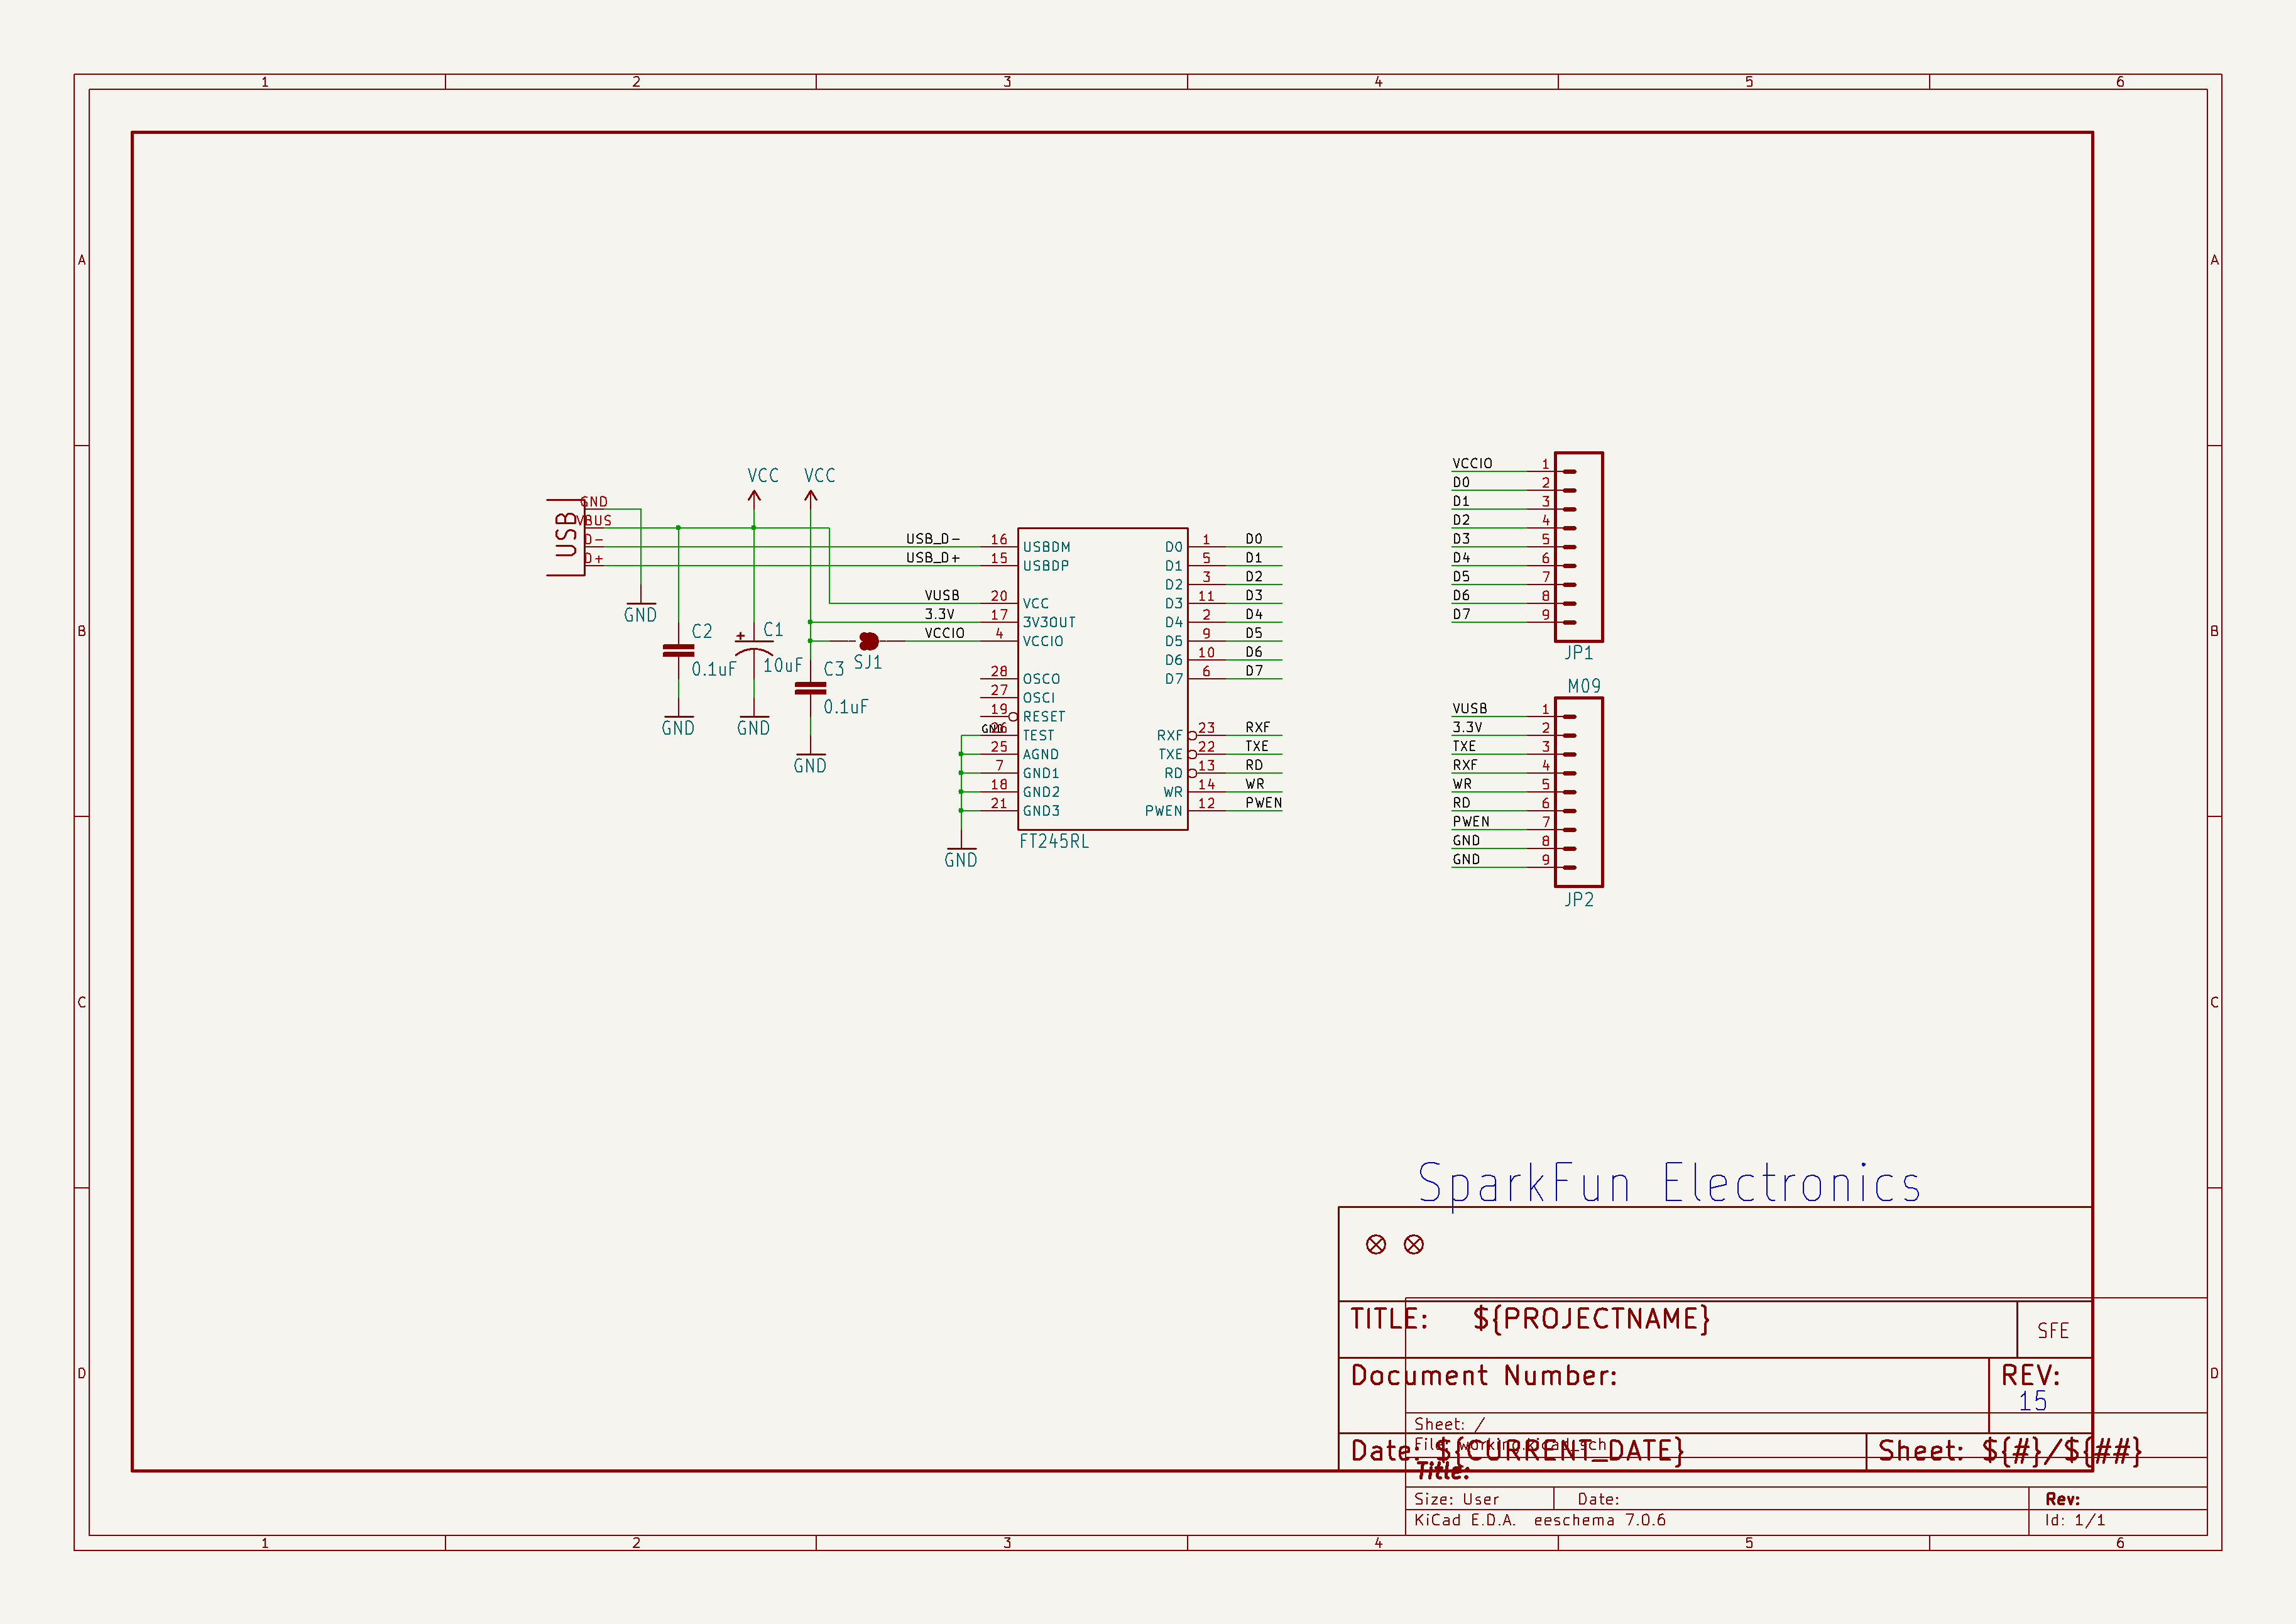 1 2 3 4 5 6
A A
B B
C C
D D
USB
GND
VBUS
D-
D+
GND
VCC VCC
C2
0.1uF
GND
C1
10uF
GND
C3
0.1uF
GND
SJ1
USB_D-
USB_D+
VUSB
3.3V
VCCIO
GND
16 USBDM
15 USBDP
20 VCC
17 3V3OUT
4 VCCIO
28 OSCO
27 OSCI
19 RESET
26 TEST
25 AGND
7 GND1
18 GND2
21 GND3
GND
D0 1 D0
D1 5 D1
D2 3 D2
D3 11 D3
D4 2 D4
D5 9 D5
D6 10 D6
D7 6 D7
RXF 23 RXF
TXE 22 TXE
RD 13 RD
WR 14 WR
PWEN 12 PWEN
FT245RL
VCCIO 1
D0 2
D1 3
D2 4
D3 5
D4 6
D5 7
D6 8
D7 9
JP1
M09
VUSB 1
3.3V 2
TXE 3
RXF 4
WR 5
RD 6
PWEN 7
GND 8
GND 9
JP2
SparkFun Electronics
TITLE: ${PROJECTNAME}
SFE
Document Number:
REV:
15
Date: ${CURRENT_DATE}
Sheet: ${#}/${##}
Sheet: /
File: working.kicad_sch
Title:
Size: User Date: Rev:
KiCad E.D.A. eeschema 7.0.6 Id: 1/1
1 2 3 4 5 6